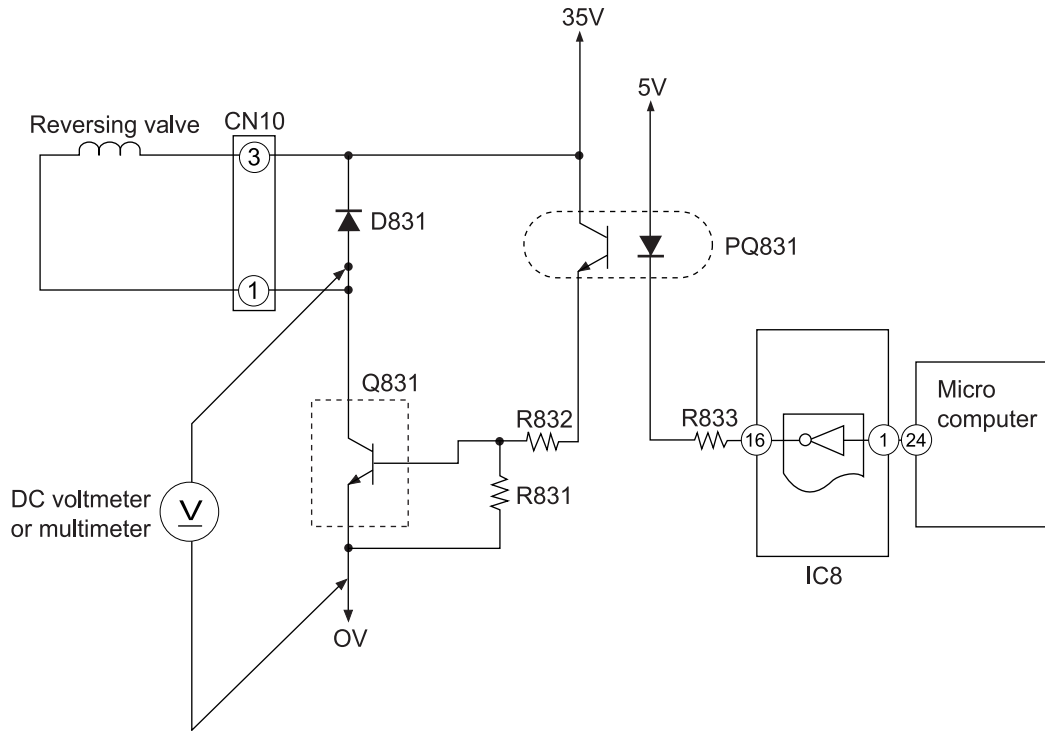 35V
5V
Reversing valve
CN10
3
D831
PQ831
1
Q831
R832
R833
16
1
24
Micro
computer
R831
DC voltmeter
or multimeter
V
IC8
OV